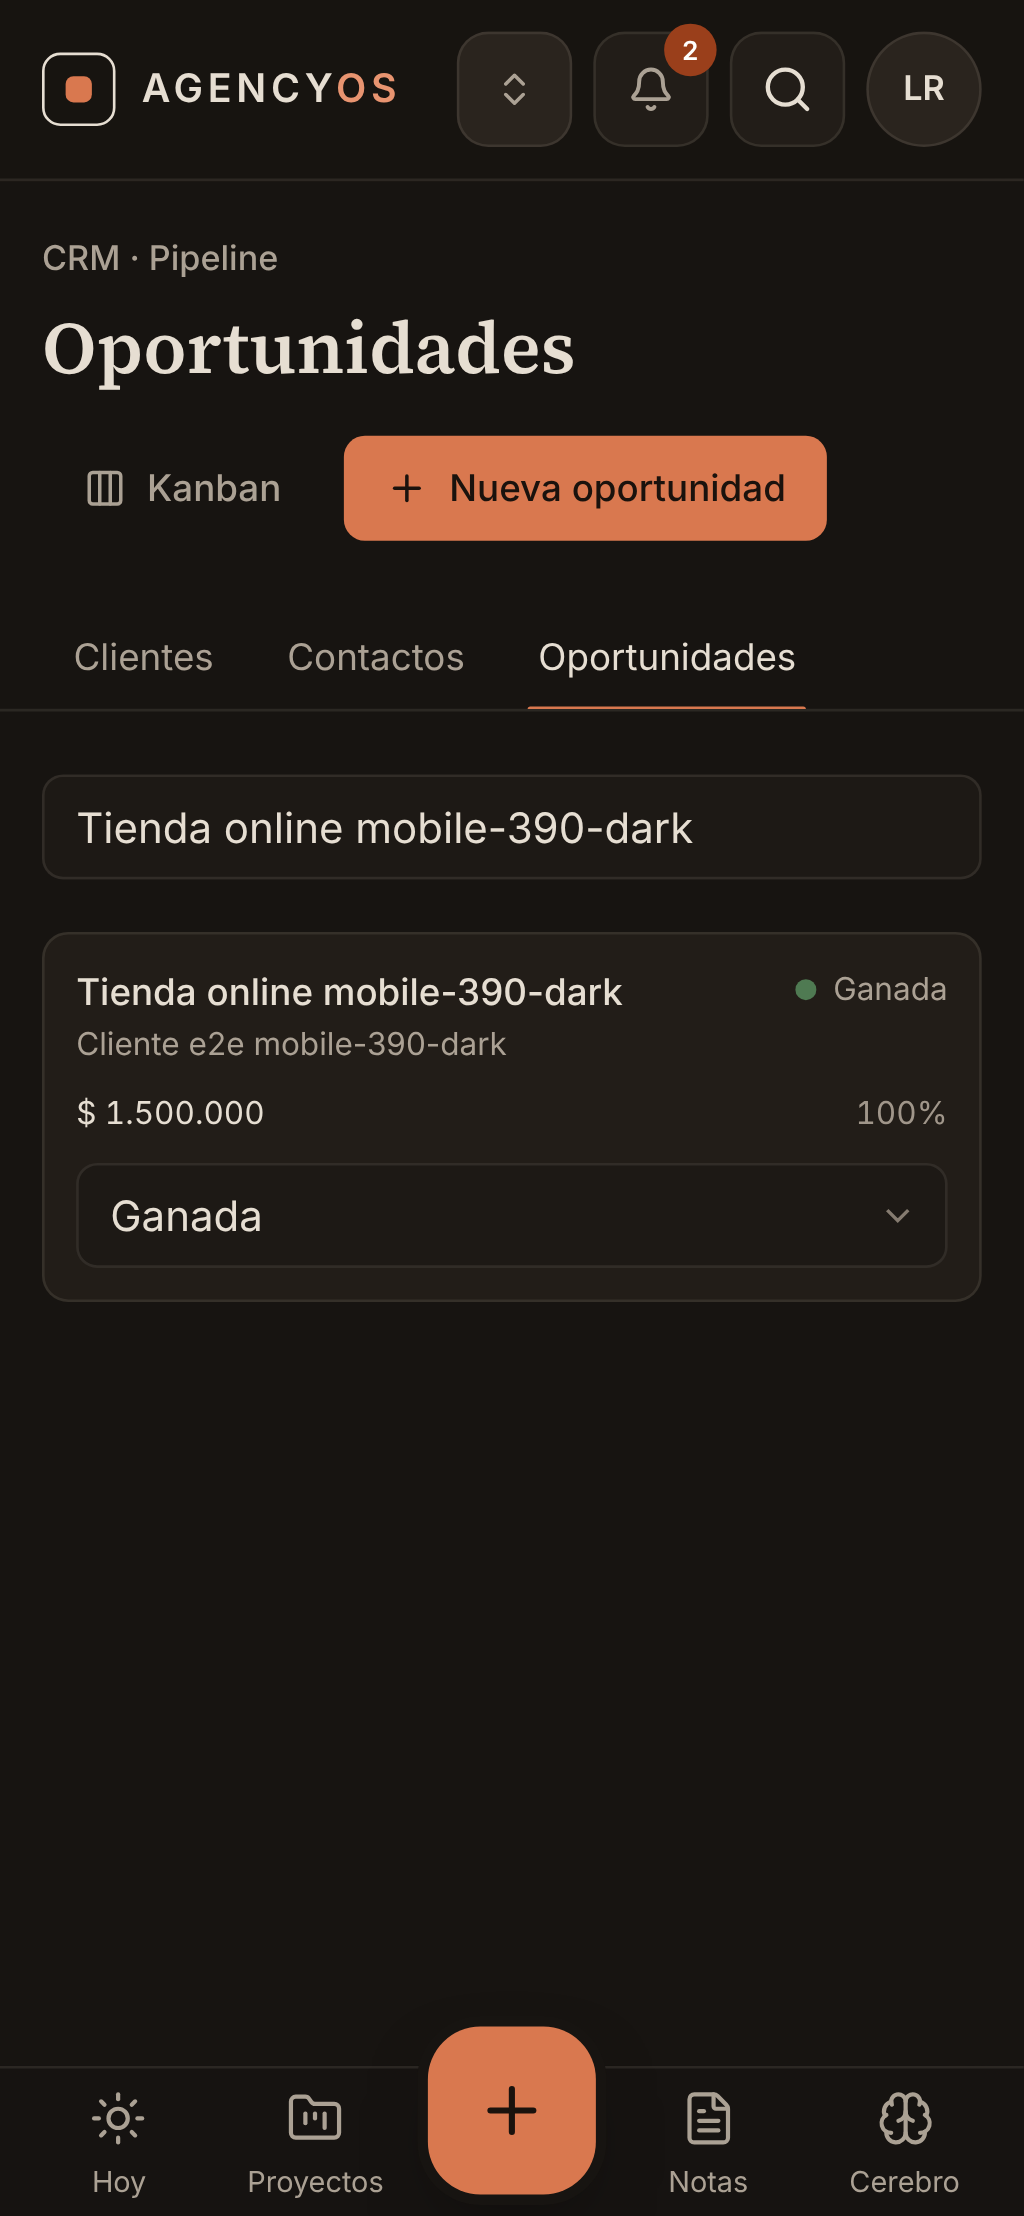 AGENCYOS
2
LR
CRM · Pipeline
Oportunidades
Kanban
Nueva oportunidad
Clientes Contactos Oportunidades
Tienda online mobile-390-dark
Tienda online mobile-390-dark
Ganada
Cliente e2e mobile-390-dark
$ 1.500.000
100%
Ganada
Hoy Proyectos Notas Cerebro